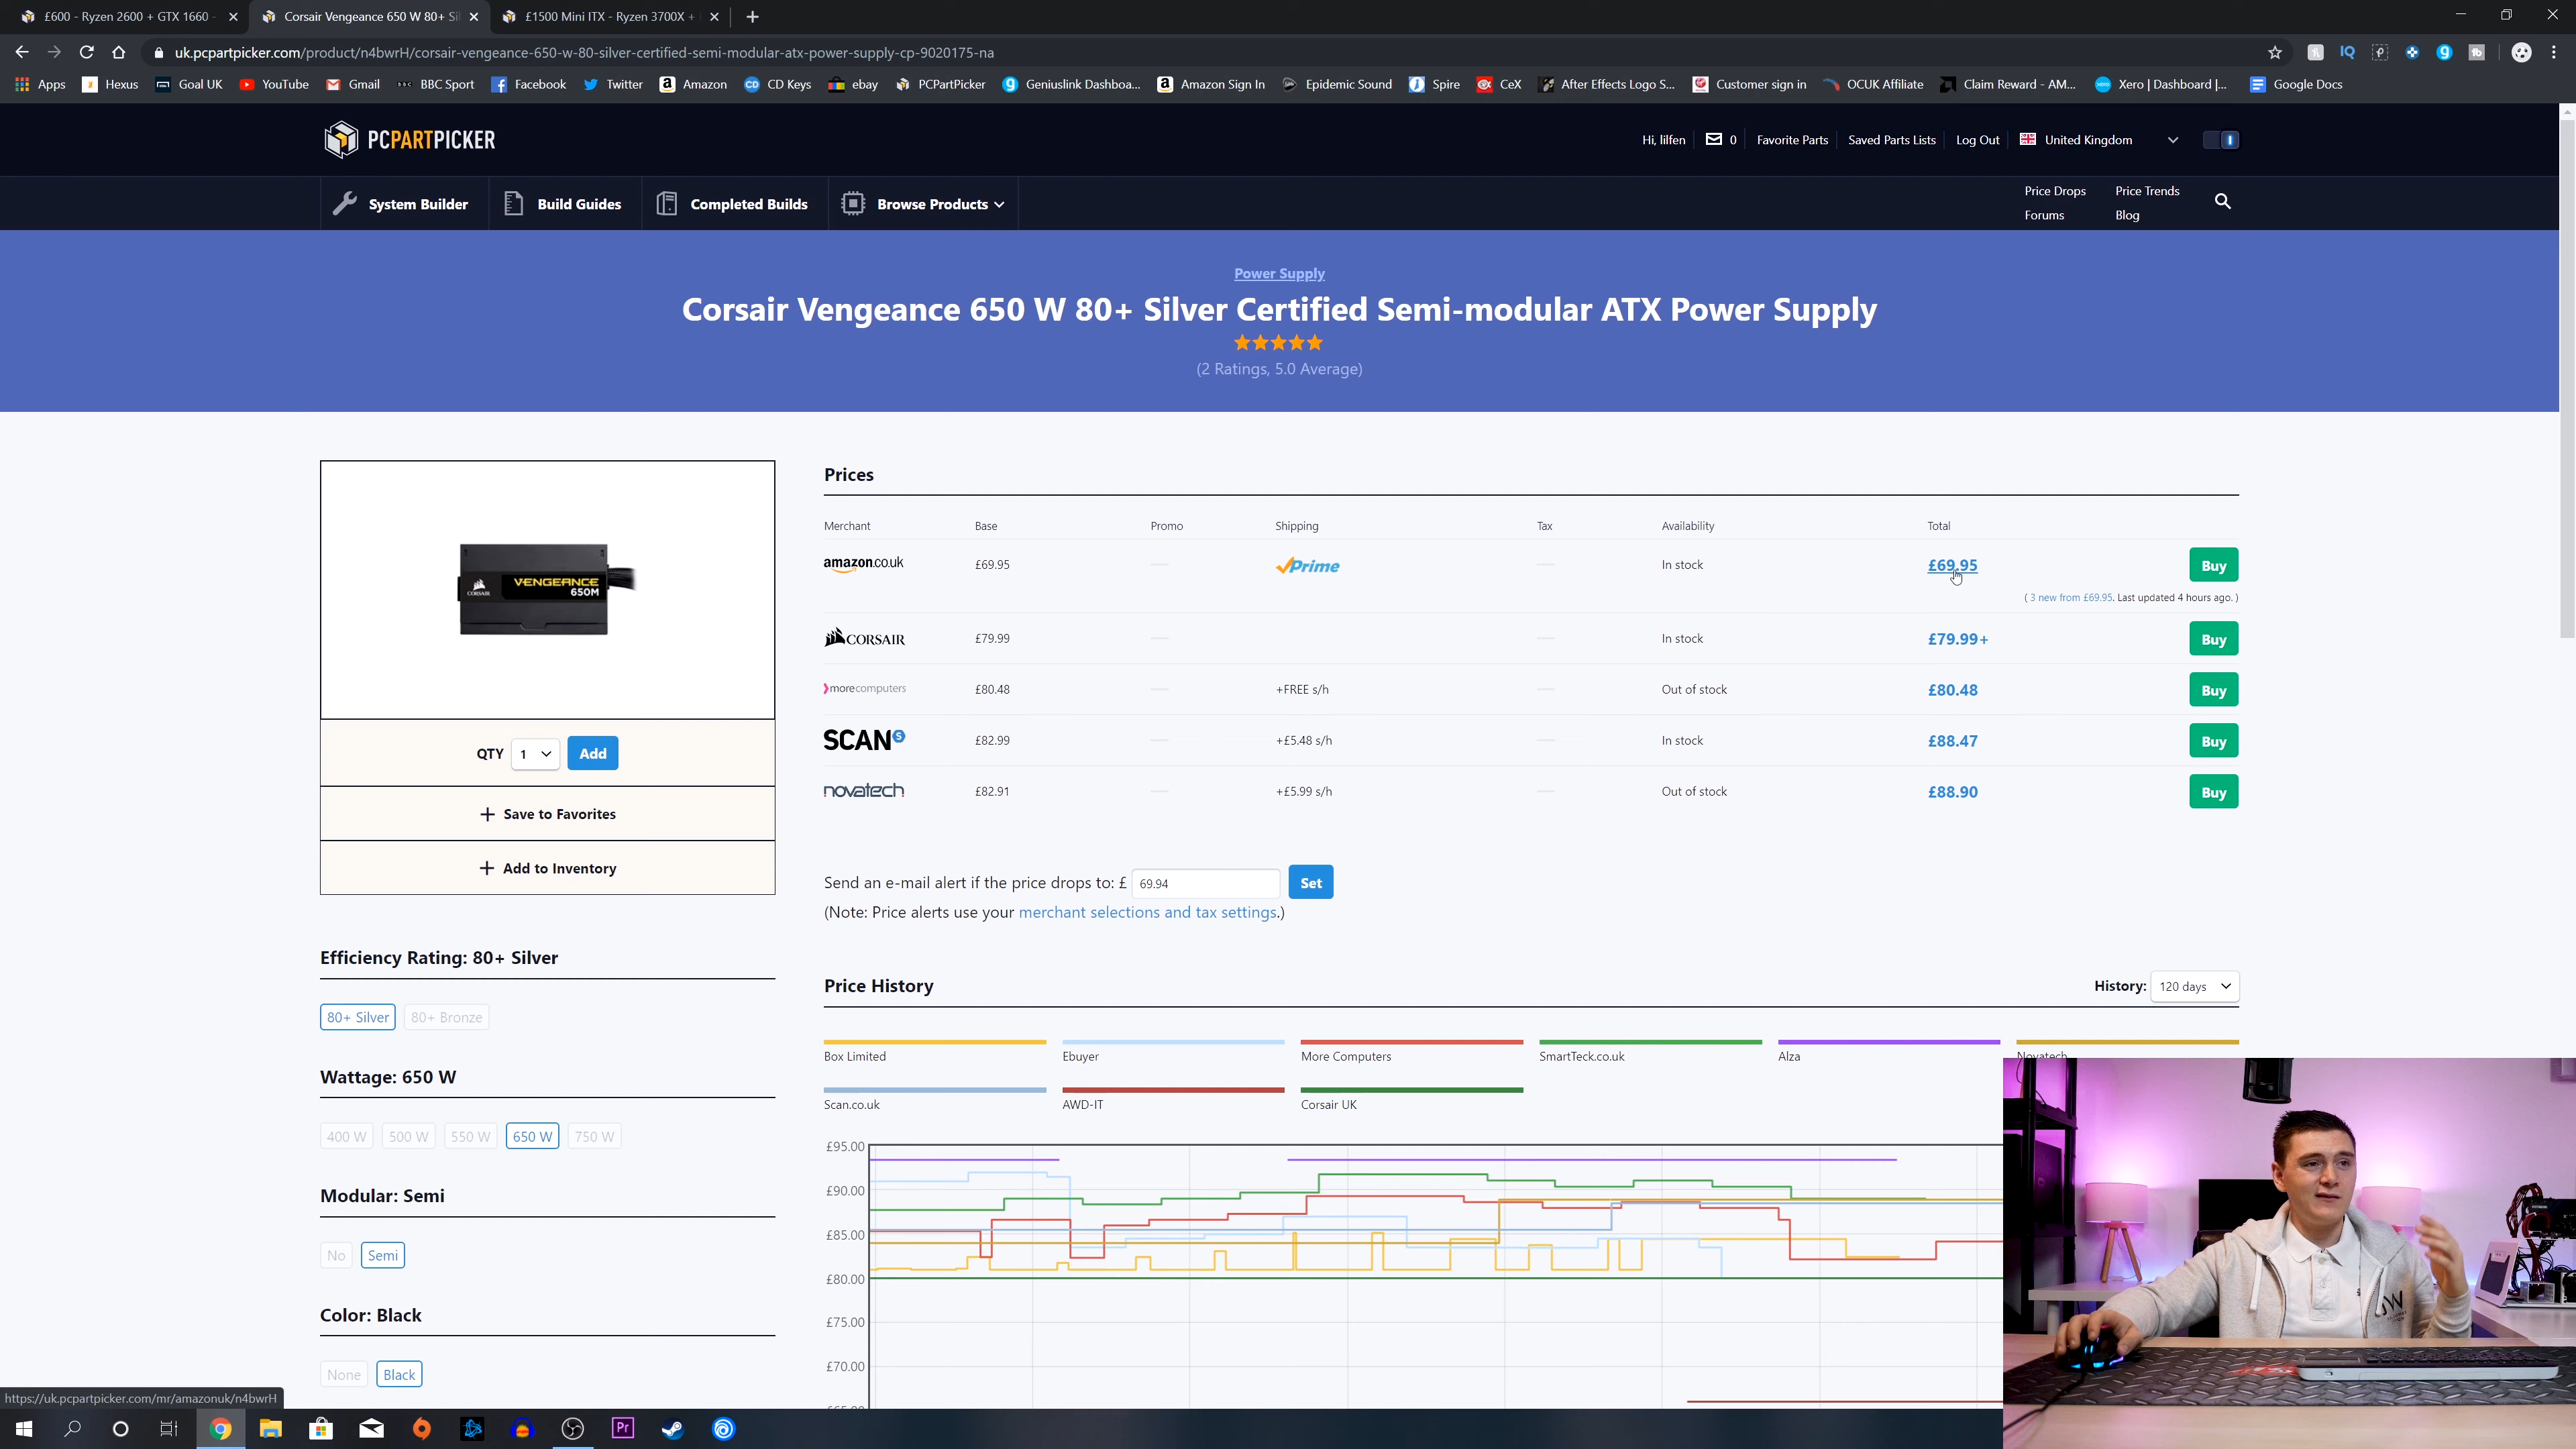 £600 - Ryzen 2600 + GTX 1660 -
Corsair Vengeance 650 W 80+ Sil
£1500 Mini ITX - Ryzen 3700X +
uk.pcpartpicker.com/product/n4bwrH/corsair-vengeance-650-w-80-silver-certified-semi-modular-atx-power-supply-cp-9020175-na
Apps Hexus Goal UK YouTube Gmail BBC Sport Facebook Twitter Amazon CD Keys ebay PCPartPicker Geniuslink Dashboa... Amazon Sign In Epidemic Sound Spire CeX After Effects Logo S... Customer sign in OCUK Affiliate Claim Reward - AM... Xero | Dashboard |... Google Docs
PCPARTPICKER
Hi, lilfen 0 Favorite Parts Saved Parts Lists Log Out United Kingdom
System Builder Build Guides Completed Builds Browse Products
Price Drops Price Trends
Forums Blog
Power Supply
Corsair Vengeance 650 W 80+ Silver Certified Semi-modular ATX Power Supply
(2 Ratings, 5.0 Average)
CORSAIR VENGEANCE 650M
QTY 1 Add
+ Save to Favorites
+ Add to Inventory
Efficiency Rating: 80+ Silver
80+ Silver 80+ Bronze
Wattage: 650 W
400 W 500 W 550 W 650 W 750 W
Modular: Semi
No Semi
Color: Black
None Black
Prices
Merchant Base Promo Shipping Tax Availability Total
amazon.co.uk £69.95 — Prime — In stock £69.95 Buy
( 3 new from £69.95. Last updated 4 hours ago. )
CORSAIR £79.99 — — In stock £79.99+ Buy
morecomputers £80.48 — +FREE s/h — Out of stock £80.48 Buy
SCAN S £82.99 — +£5.48 s/h — In stock £88.47 Buy
novatech £82.91 — +£5.99 s/h — Out of stock £88.90 Buy
Send an e-mail alert if the price drops to: £ 69.94 Set
(Note: Price alerts use your merchant selections and tax settings.)
Price History
History: 120 days
Box Limited Ebuyer More Computers SmartTeck.co.uk Alza Novatech
Scan.co.uk AWD-IT Corsair UK
£95.00
£90.00
£85.00
£80.00
£75.00
£70.00
£65.00
https://uk.pcpartpicker.com/mr/amazonuk/n4bwrH
Pr